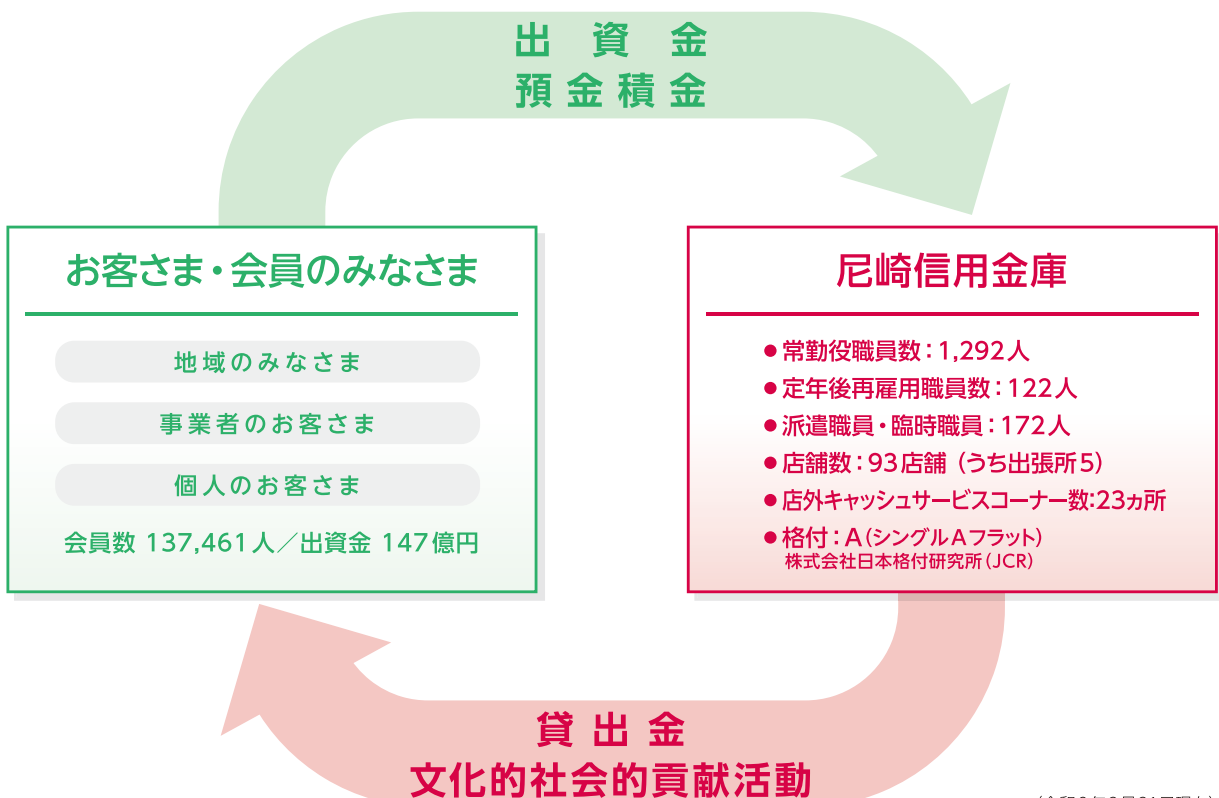 出資金
預金積金
お客さま・会員のみなさま
地域のみなさま
事業者のお客さま
個人のお客さま
会員数 137,461人／出資金 147億円
尼崎信用金庫
●常勤役職員数：1,292人
●定年後再雇用職員数：122人
●派遣職員・臨時職員：172人
●店舗数：93店舗（うち出張所5）
●店外キャッシュサービスコーナー数：23ヵ所
●格付：A（シングルAフラット）
株式会社日本格付研究所（JCR）
貸出金
文化的社会的貢献活動